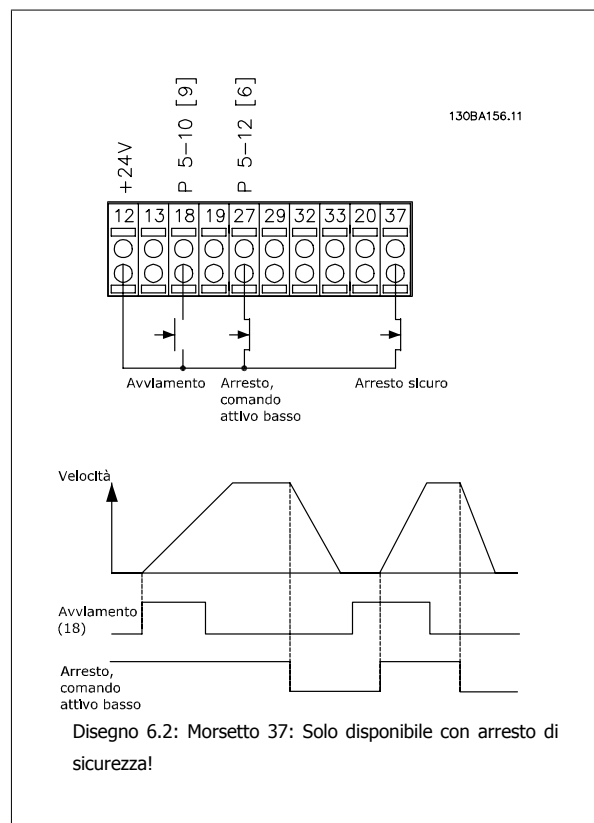 +24V
P 5-10 [9]
P 5-12 [6]
130BA156.11
12 13 18 19 27 29 32 33 20 37
Avviamento
Arresto,
comando
attivo basso
Arresto sicuro
Velocità
Avviamento
(18)
Arresto,
comando
attivo basso
Disegno 6.2: Morsetto 37: Solo disponibile con arresto di
sicurezza!